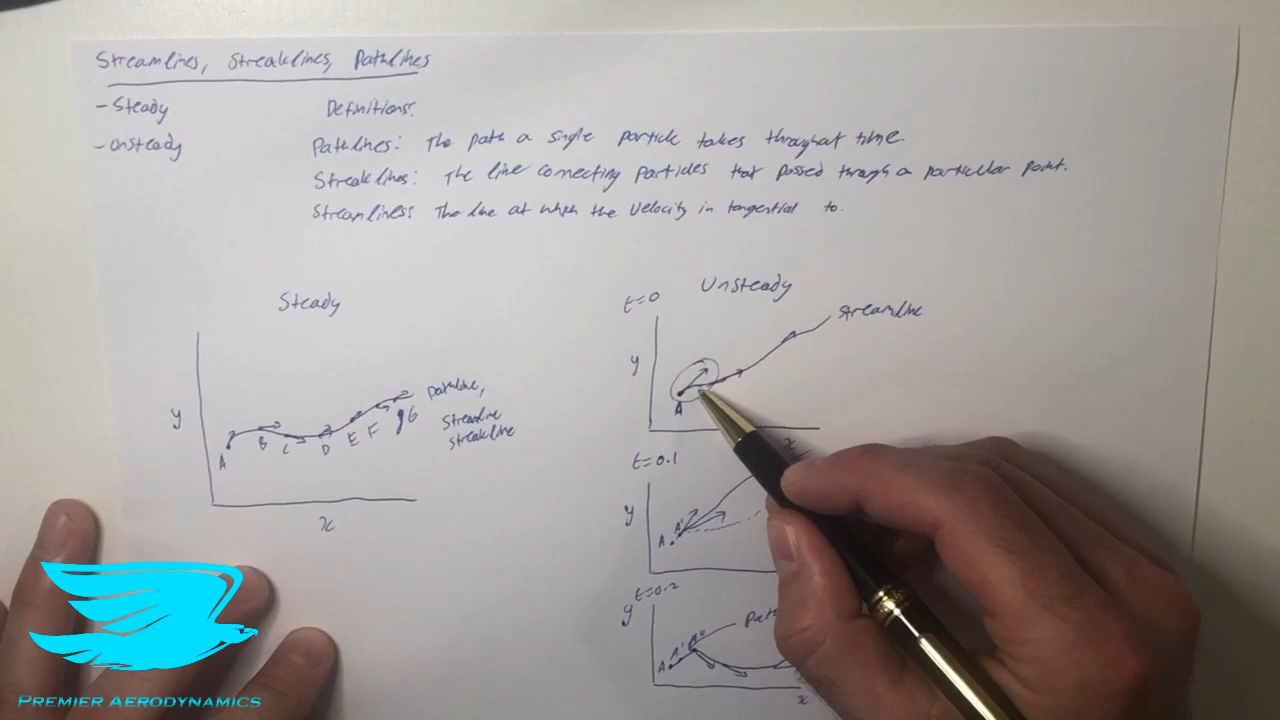 Streamlines, Streaklines, Pathlines
- Steady
- Unsteady
Definitions:
Pathlines: The path a single particle takes throughout time.
Streaklines: The line connecting particles that passed through a particular point.
Streamlines: The line at which the velocity in tangential to.
Steady
y
A B C D E F G
pathline,
Streamline
streakline
x
Unsteady
t=0
streamline
y
A
x
t=0.1
y
A A'
t=0.2
y
A A' A"
Pat
x
PREMIER AERODYNAMICS